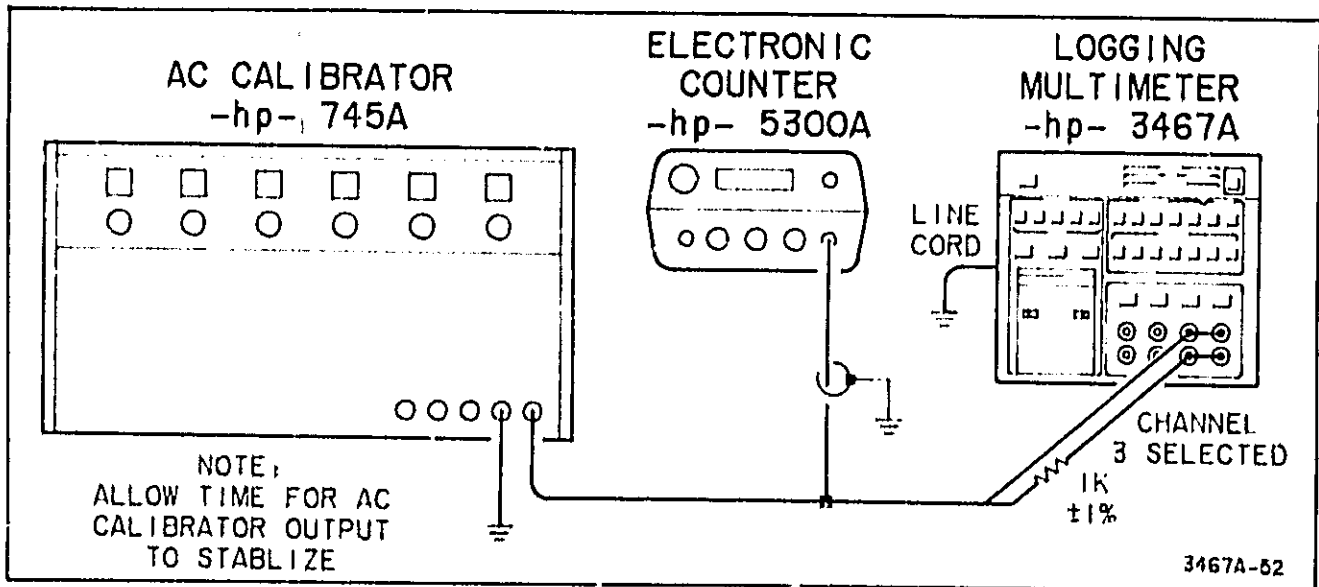 AC CALIBRATOR
-hp- 745A
ELECTRONIC
COUNTER
-hp- 5300A
LOGGING
MULTIMETER
-hp- 3467A
LINE
CORD
CHANNEL
3 SELECTED
1K
±1%
NOTE:
ALLOW TIME FOR AC
CALIBRATOR OUTPUT
TO STABLIZE
3467A-52